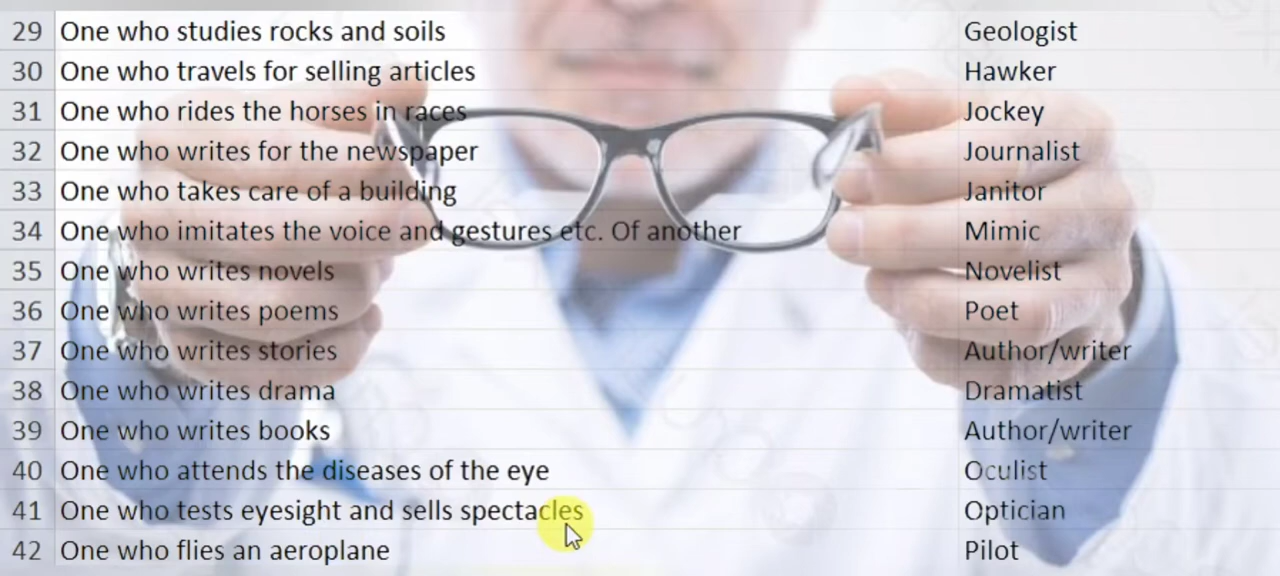 29 One who studies rocks and soils Geologist
30 One who travels for selling articles Hawker
31 One who rides the horses in races Jockey
32 One who writes for the newspaper Journalist
33 One who takes care of a building Janitor
34 One who imitates the voice and gestures etc. Of another Mimic
35 One who writes novels Novelist
36 One who writes poems Poet
37 One who writes stories Author/writer
38 One who writes drama Dramatist
39 One who writes books Author/writer
40 One who attends the diseases of the eye Oculist
41 One who tests eyesight and sells spectacles Optician
42 One who flies an aeroplane Pilot